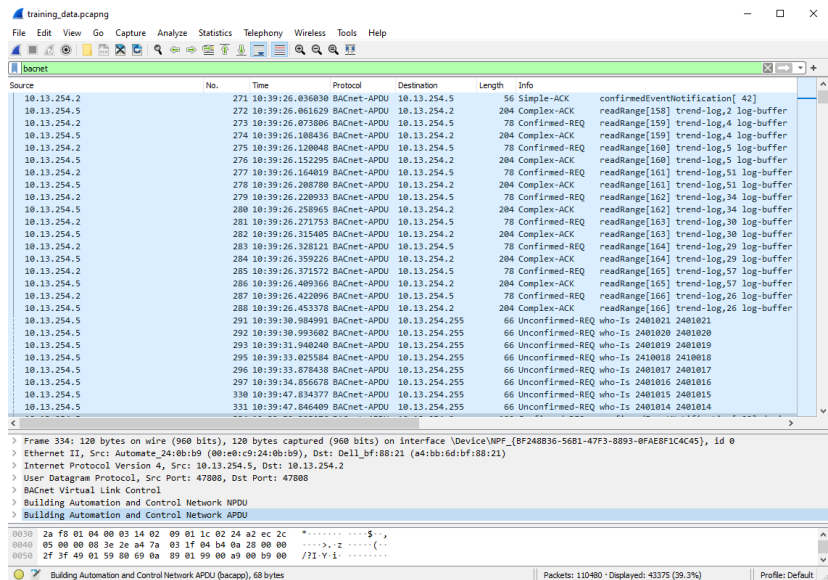 training_data.pcapng
File Edit View Go Capture Analyze Statistics Telephony Wireless Tools Help
bacnet
Source No. Time Protocol Destination Length Info
10.13.254.2 271 10:39:26.036030 BACnet-APDU 10.13.254.5 56 Simple-ACK confirmedEventNotification[ 42]
10.13.254.5 272 10:39:26.061629 BACnet-APDU 10.13.254.2 204 Complex-ACK readRange[158] trend-log,2 log-buffer
10.13.254.2 273 10:39:26.073806 BACnet-APDU 10.13.254.5 78 Confirmed-REQ readRange[159] trend-log,4 log-buffer
10.13.254.5 274 10:39:26.108436 BACnet-APDU 10.13.254.2 204 Complex-ACK readRange[159] trend-log,4 log-buffer
10.13.254.2 275 10:39:26.120048 BACnet-APDU 10.13.254.5 78 Confirmed-REQ readRange[160] trend-log,5 log-buffer
10.13.254.5 276 10:39:26.152295 BACnet-APDU 10.13.254.2 204 Complex-ACK readRange[160] trend-log,5 log-buffer
10.13.254.2 277 10:39:26.164019 BACnet-APDU 10.13.254.5 78 Confirmed-REQ readRange[161] trend-log,51 log-buffer
10.13.254.5 278 10:39:26.208780 BACnet-APDU 10.13.254.2 204 Complex-ACK readRange[161] trend-log,51 log-buffer
10.13.254.2 279 10:39:26.220933 BACnet-APDU 10.13.254.5 78 Confirmed-REQ readRange[162] trend-log,34 log-buffer
10.13.254.5 280 10:39:26.258965 BACnet-APDU 10.13.254.2 204 Complex-ACK readRange[162] trend-log,34 log-buffer
10.13.254.2 281 10:39:26.271753 BACnet-APDU 10.13.254.5 78 Confirmed-REQ readRange[163] trend-log,30 log-buffer
10.13.254.5 282 10:39:26.315405 BACnet-APDU 10.13.254.2 204 Complex-ACK readRange[163] trend-log,30 log-buffer
10.13.254.2 283 10:39:26.328121 BACnet-APDU 10.13.254.5 78 Confirmed-REQ readRange[164] trend-log,29 log-buffer
10.13.254.5 284 10:39:26.359226 BACnet-APDU 10.13.254.2 204 Complex-ACK readRange[164] trend-log,29 log-buffer
10.13.254.2 285 10:39:26.371572 BACnet-APDU 10.13.254.5 78 Confirmed-REQ readRange[165] trend-log,57 log-buffer
10.13.254.5 286 10:39:26.409366 BACnet-APDU 10.13.254.2 204 Complex-ACK readRange[165] trend-log,57 log-buffer
10.13.254.2 287 10:39:26.422096 BACnet-APDU 10.13.254.5 78 Confirmed-REQ readRange[166] trend-log,26 log-buffer
10.13.254.5 288 10:39:26.453378 BACnet-APDU 10.13.254.2 204 Complex-ACK readRange[166] trend-log,26 log-buffer
10.13.254.5 291 10:39:30.984991 BACnet-APDU 10.13.254.255 66 Unconfirmed-REQ who-Is 2401021 2401021
10.13.254.5 292 10:39:30.993602 BACnet-APDU 10.13.254.255 66 Unconfirmed-REQ who-Is 2401020 2401020
10.13.254.5 293 10:39:31.940240 BACnet-APDU 10.13.254.255 66 Unconfirmed-REQ who-Is 2401019 2401019
10.13.254.5 295 10:39:33.025584 BACnet-APDU 10.13.254.255 66 Unconfirmed-REQ who-Is 2410018 2410018
10.13.254.5 296 10:39:33.878438 BACnet-APDU 10.13.254.255 66 Unconfirmed-REQ who-Is 2401017 2401017
10.13.254.5 297 10:39:34.856678 BACnet-APDU 10.13.254.255 66 Unconfirmed-REQ who-Is 2401016 2401016
10.13.254.5 330 10:39:47.834377 BACnet-APDU 10.13.254.255 66 Unconfirmed-REQ who-Is 2401015 2401015
10.13.254.5 331 10:39:47.846409 BACnet-APDU 10.13.254.255 66 Unconfirmed-REQ who-Is 2401014 2401014
Frame 334: 120 bytes on wire (960 bits), 120 bytes captured (960 bits) on interface \Device\NPF_{BF248B36-56B1-47F3-8893-0FAE8F1C4C45}, id 0
Ethernet II, Src: Automate_24:0b:b9 (00:e0:c9:24:0b:b9), Dst: Dell_bf:88:21 (a4:bb:6d:bf:88:21)
Internet Protocol Version 4, Src: 10.13.254.5, Dst: 10.13.254.2
User Datagram Protocol, Src Port: 47808, Dst Port: 47808
BACnet Virtual Link Control
Building Automation and Control Network NPDU
Building Automation and Control Network APDU
0030 2a f8 01 04 00 03 14 02 09 01 1c 02 24 a2 ec 2c *······· ····$··,
0040 05 00 00 08 3e 2e a4 7a 03 1f 04 b4 0a 28 00 00 ····>.·z ·····(··
0050 2f 3f 49 01 59 80 69 0a 89 01 99 00 a9 00 b9 00 /?I·Y·i· ········
Building Automation and Control Network APDU (bacapp), 68 bytes
Packets: 110480 · Displayed: 43375 (39.3%)
Profile: Default